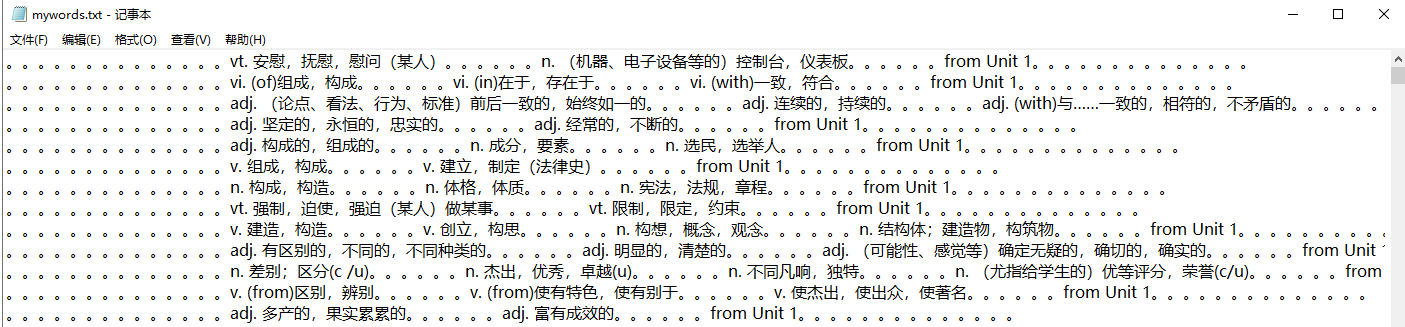 mywords.txt - 记事本
文件(F) 编辑(E) 格式(O) 查看(V) 帮助(H)
。。。。。。。。。。。。。。vt. 安慰，抚慰，慰问（某人）。。。。。。n. （机器、电子设备等的）控制台，仪表板。。。。。。from Unit 1。。。。。。。。。。。。。。
。。。。。。。。。。。。。。vi. (of)组成，构成。。。。。。vi. (in)在于，存在于。。。。。。vi. (with)一致，符合。。。。。。from Unit 1。。。。。。。。。。。。。。
。。。。。。。。。。。。。。adj. （论点、看法、行为、标准）前后一致的，始终如一的。。。。。。adj. 连续的，持续的。。。。。。adj. (with)与……一致的，相符的，不矛盾的。。。。。。
。。。。。。。。。。。。。。adj. 坚定的，永恒的，忠实的。。。。。。adj. 经常的，不断的。。。。。。from Unit 1。。。。。。。。。。。。。。
。。。。。。。。。。。。。。adj. 构成的，组成的。。。。。。n. 成分，要素。。。。。。n. 选民，选举人。。。。。。from Unit 1。。。。。。。。。。。。。。
。。。。。。。。。。。。。。v. 组成，构成。。。。。。v. 建立，制定（法律史）。。。。。。from Unit 1。。。。。。。。。。。。。。
。。。。。。。。。。。。。。n. 构成，构造。。。。。。n. 体格，体质。。。。。。n. 宪法，法规，章程。。。。。。from Unit 1。。。。。。。。。。。。。。
。。。。。。。。。。。。。。vt. 强制，迫使，强迫（某人）做某事。。。。。。vt. 限制，限定，约束。。。。。。from Unit 1。。。。。。。。。。。。。。
。。。。。。。。。。。。。。v. 建造，构造。。。。。。v. 创立，构思。。。。。。n. 构想，概念，观念。。。。。。n. 结构体；建造物，构筑物。。。。。。from Unit 1。。。。。。。。。。
。。。。。。。。。。。。。。adj. 有区别的，不同的，不同种类的。。。。。。adj. 明显的，清楚的。。。。。。adj. （可能性、感觉等）确定无疑的，确切的，确实的。。。。。。from Unit 1
。。。。。。。。。。。。。。n. 差别；区分(c /u)。。。。。。n. 杰出，优秀，卓越(u)。。。。。。n. 不同凡响，独特。。。。。。n. （尤指给学生的）优等评分，荣誉(c/u)。。。。。。from
。。。。。。。。。。。。。。v. (from)区别，辨别。。。。。。v. (from)使有特色，使有别于。。。。。。v. 使杰出，使出众，使著名。。。。。。from Unit 1。。。。。。。。。。。。。。
。。。。。。。。。。。。。。adj. 多产的，果实累累的。。。。。。adj. 富有成效的。。。。。。from Unit 1。。。。。。。。。。。。。。